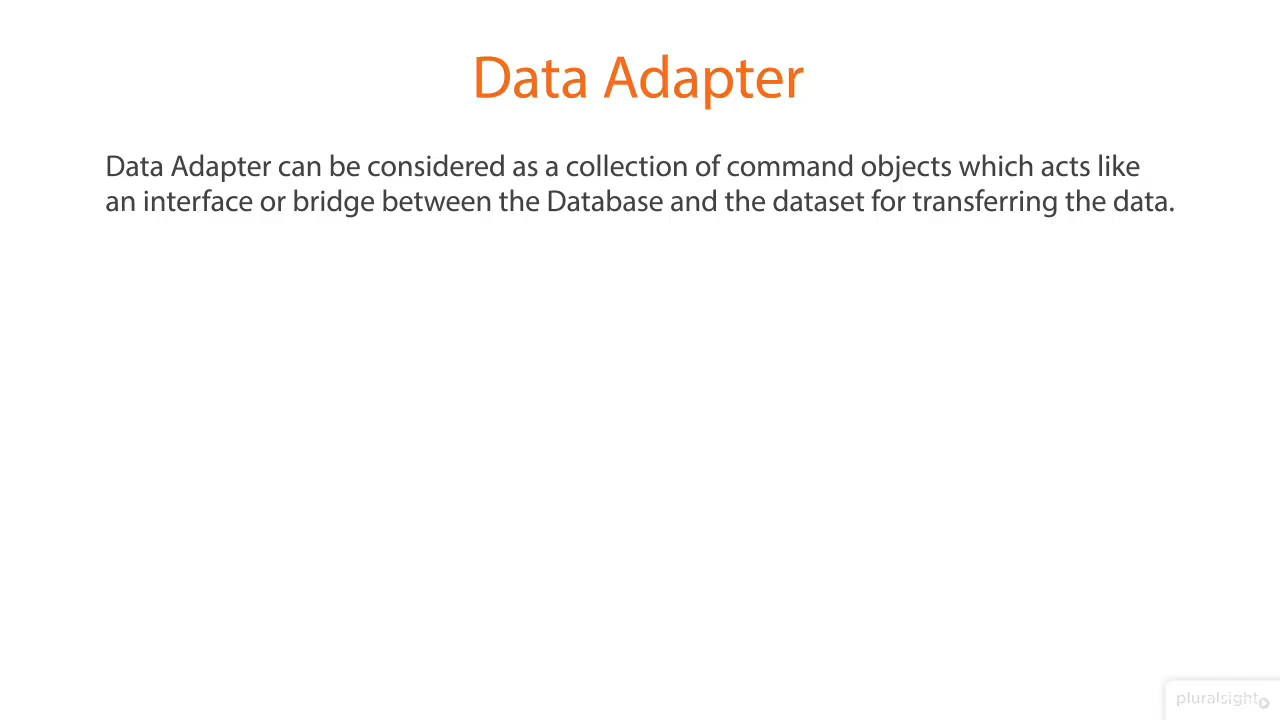 Data Adapter
Data Adapter can be considered as a collection of command objects which acts like
an interface or bridge between the Database and the dataset for transferring the data.
pluralsight